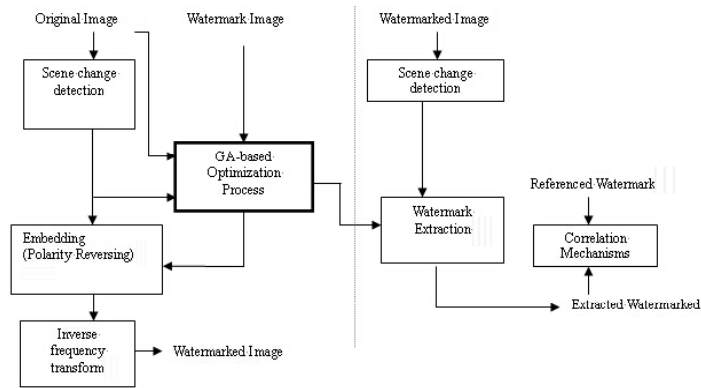 Original Image
Watermark Image
Watermarked Image
Scene change
detection
Scene change
detection
GA-based
Optimization
Process
Referenced Watermark
Embedding
(Polarity Reversing)
Watermark
Extraction
Correlation
Mechanisms
Extracted Watermarked
Inverse
frequency
transform
Watermarked Image